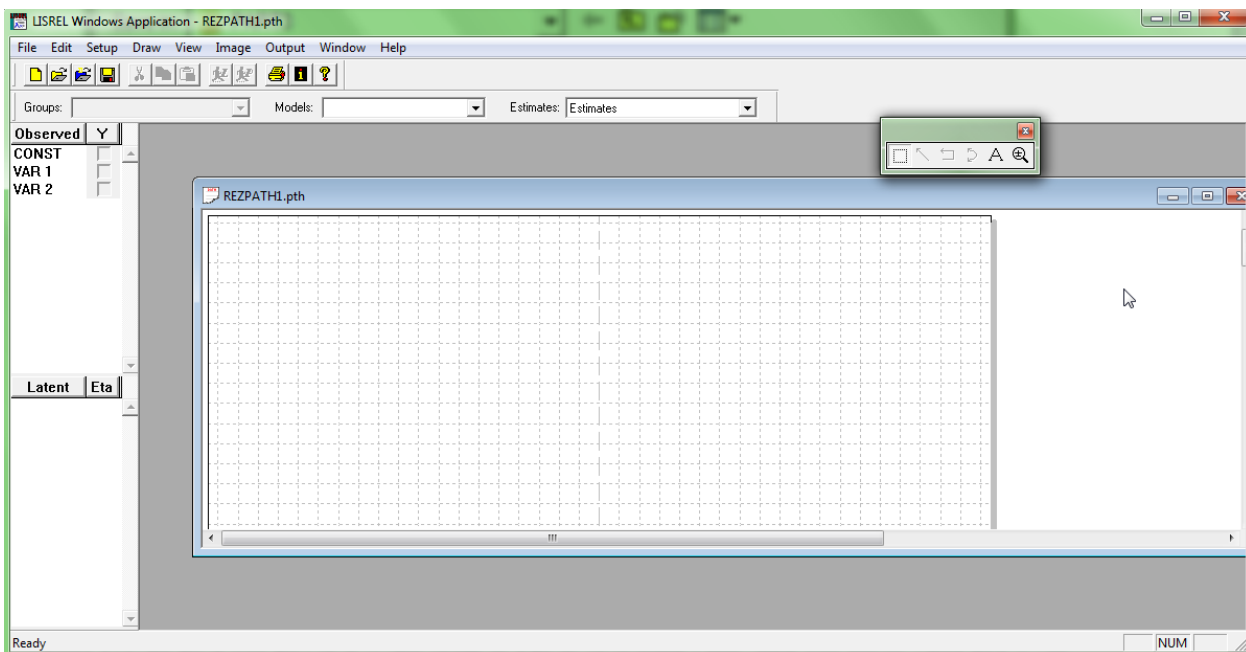 LISREL Windows Application - REZPATH1.pth
File Edit Setup Draw View Image Output Window Help
Groups: Models: Estimates: Estimates
Observed Y
CONST
VAR 1
VAR 2
REZPATH1.pth
Latent Eta
Ready NUM